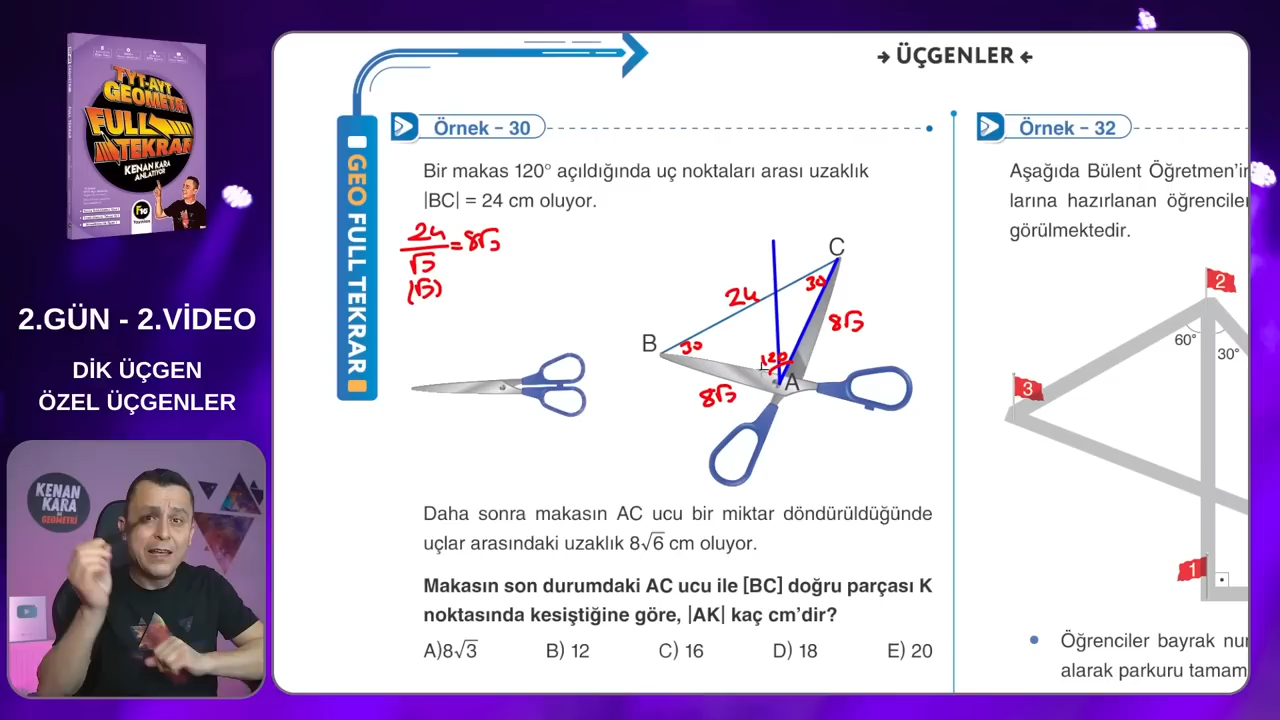 TYT-AYT
GEOMETRİ
FULL
TEKRAR
KENAN KARA
ANLATIYOR
2.GÜN - 2.VİDEO
DİK ÜÇGEN
ÖZEL ÜÇGENLER
KENAN
KARA
GEOMETRİ
GEO FULL TEKRAR
ÜÇGENLER
Örnek – 30
Bir makas 120° açıldığında uç noktaları arası uzaklık
|BC| = 24 cm oluyor.
24/√3 = 8√3
(√3)
C
24
30
8√3
B
30
120
A
8√3
Daha sonra makasın AC ucu bir miktar döndürüldüğünde
uçlar arasındaki uzaklık 8√6 cm oluyor.
Makasın son durumdaki AC ucu ile [BC] doğru parçası K
noktasında kesiştiğine göre, |AK| kaç cm’dir?
A)8√3 B) 12 C) 16 D) 18 E) 20
Örnek – 32
Aşağıda Bülent Öğretmen’in
larına hazırlanan öğrenciler
görülmektedir.
2
60°
30°
3
1
• Öğrenciler bayrak nu
alarak parkuru tamam